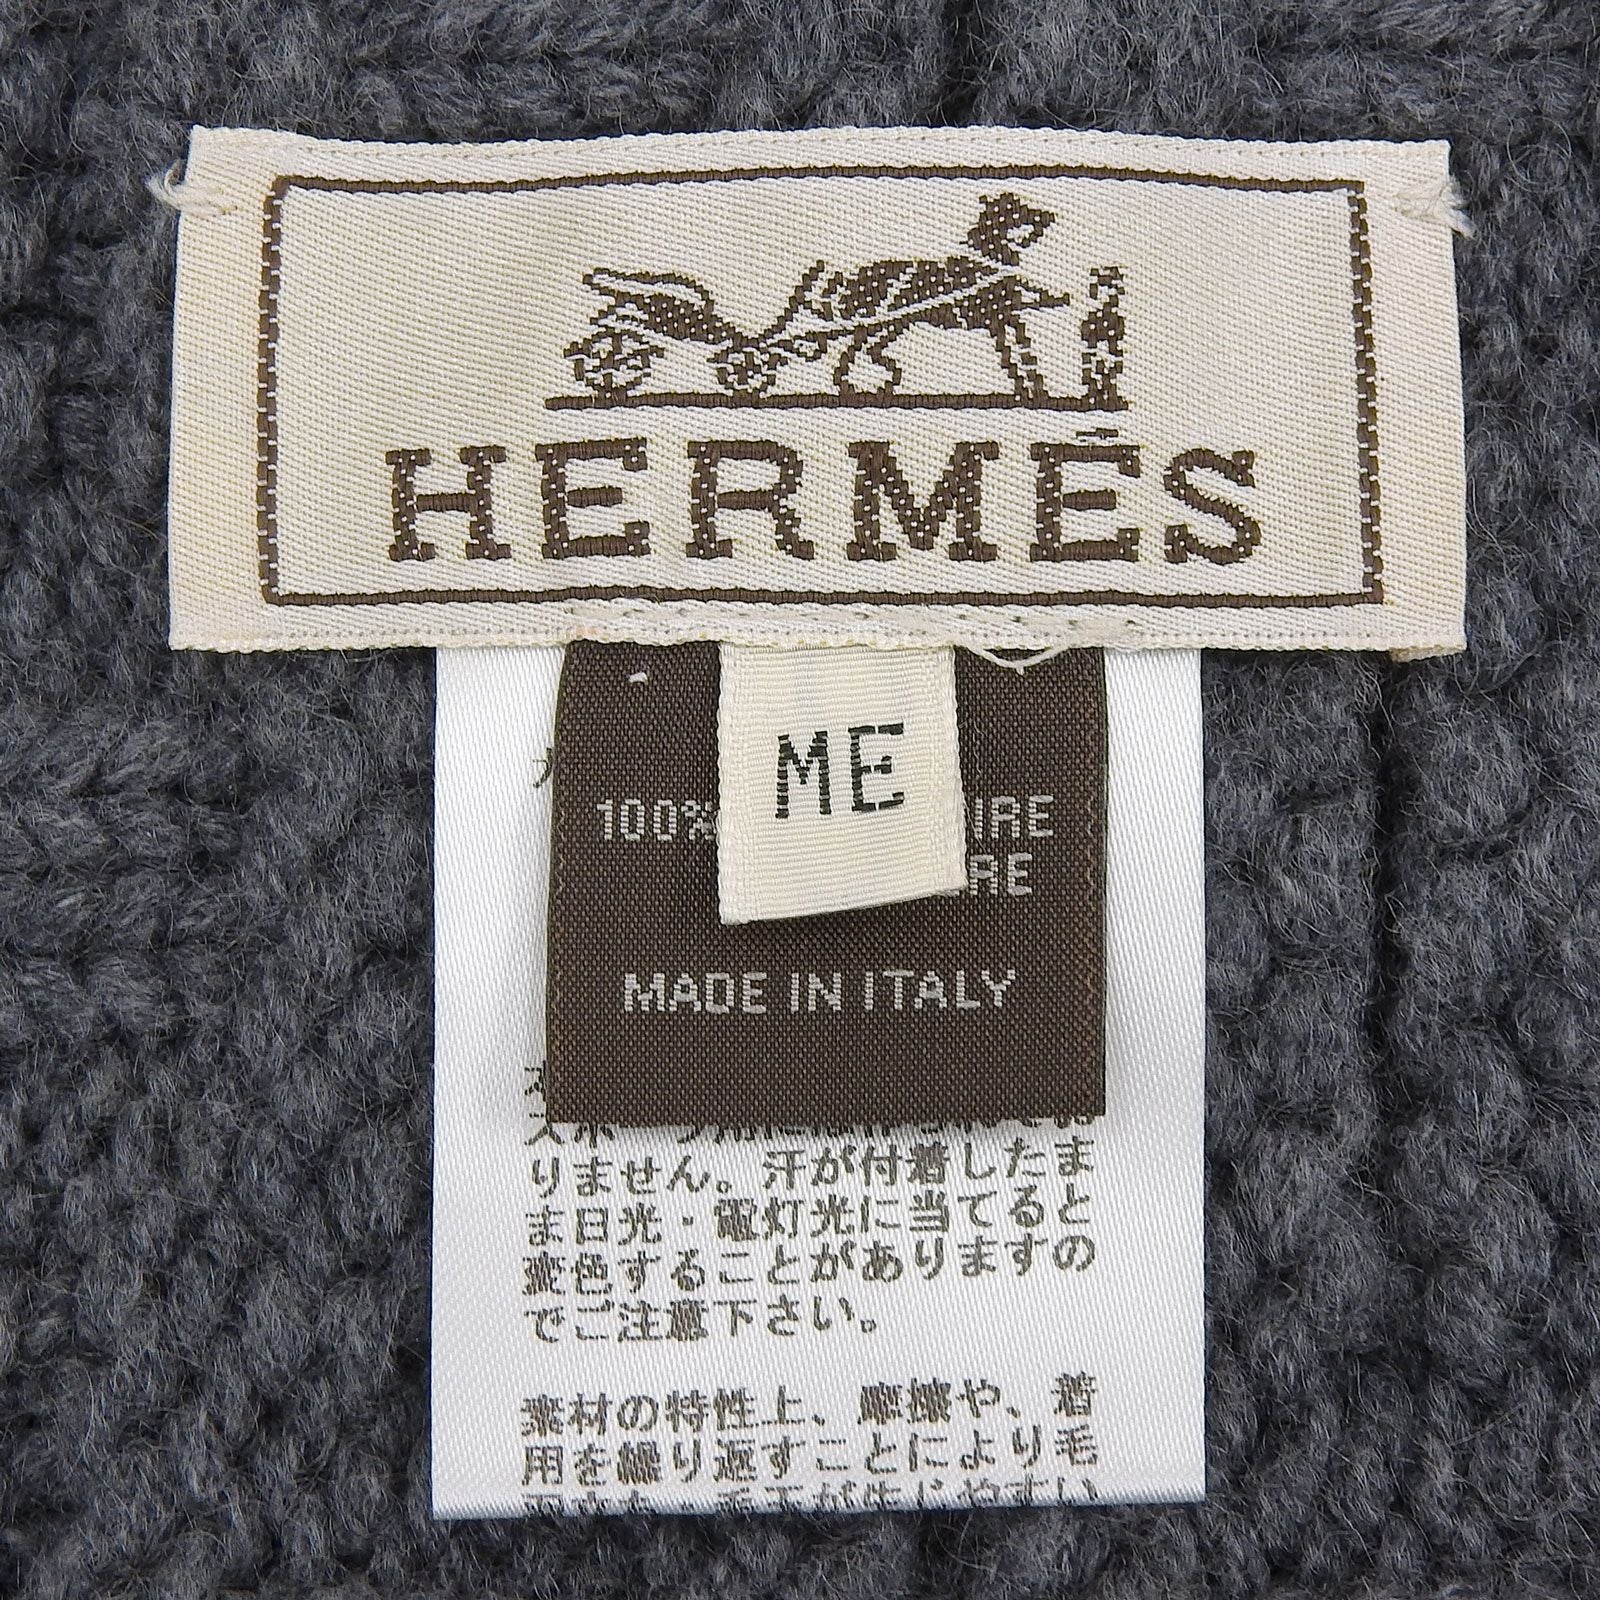 HERMÈS
ME
100%
MADE IN ITALY
りません。汗が付着したま
ま日光・電灯光に当てると
変色することがありますの
でご注意下さい。
素材の特性上、摩擦や、着
用を繰り返すことにより毛